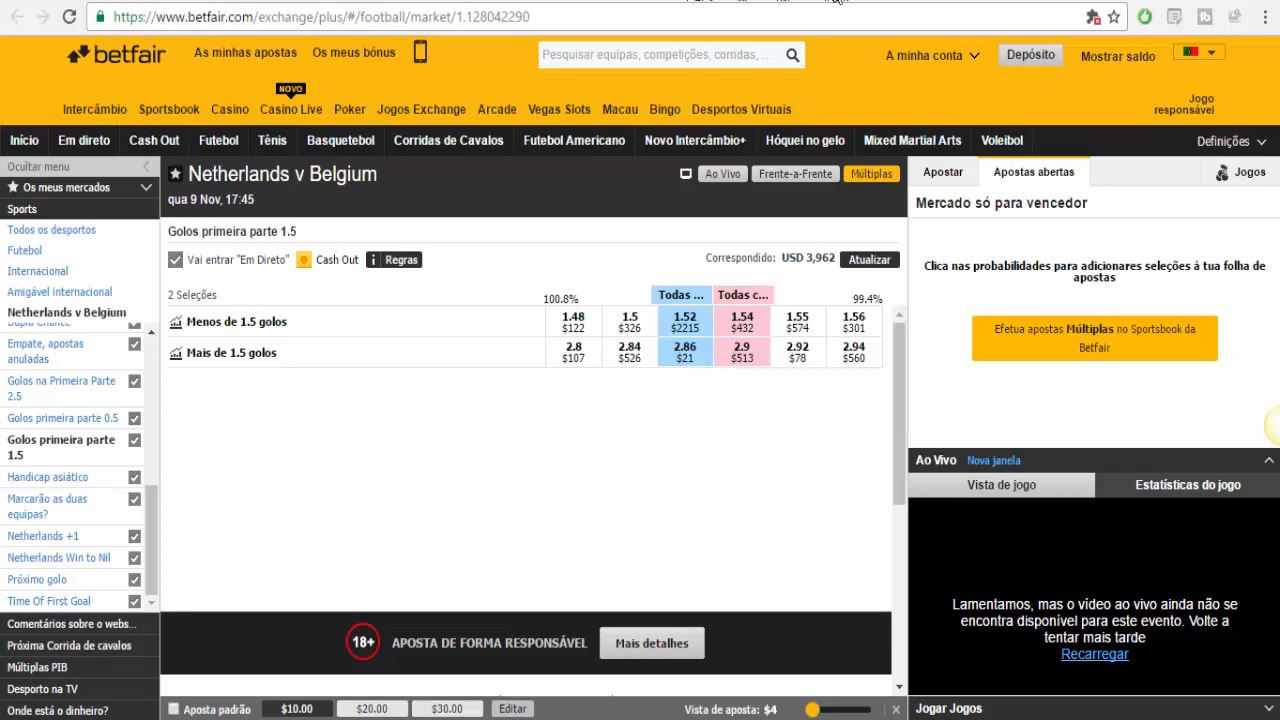 https://www.betfair.com/exchange/plus/#/football/market/1.128042290
betfair
As minhas apostas
Os meus bónus
Pesquisar equipas, competições, corridas, ...
A minha conta
Depósito
Mostrar saldo
NOVO
Intercâmbio
Sportsbook
Casino
Casino Live
Poker
Jogos Exchange
Arcade
Vegas Slots
Macau
Bingo
Desportos Virtuais
Jogo
responsável
Início
Em direto
Cash Out
Futebol
Ténis
Basquetebol
Corridas de Cavalos
Futebol Americano
Novo Intercâmbio+
Hóquei no gelo
Mixed Martial Arts
Voleibol
Definições
Ocultar menu
Os meus mercados
Sports
Todos os desportos
Futebol
Internacional
Amigável internacional
Netherlands v Belgium
Dupla Chance
Empate, apostas
anuladas
Golos na Primeira Parte
2.5
Golos primeira parte 0.5
Golos primeira parte
1.5
Handicap asiático
Marcarão as duas
equipas?
Netherlands +1
Netherlands Win to Nil
Próximo golo
Time Of First Goal
Comentários sobre o webs...
Próxima Corrida de cavalos
Múltiplas PIB
Desporto na TV
Onde está o dinheiro?
Netherlands v Belgium
Ao Vivo
Frente-a-Frente
Múltiplas
qua 9 Nov, 17:45
Golos primeira parte 1.5
Vai entrar "Em Direto"
Cash Out
i Regras
Correspondido: USD 3,962
Atualizar
2 Seleções
100.8%
Todas ...
Todas c...
99.4%
Menos de 1.5 golos
1.48 1.5 1.52 1.54 1.55 1.56
$122 $326 $2215 $432 $574 $301
Mais de 1.5 golos
2.8 2.84 2.86 2.9 2.92 2.94
$107 $526 $21 $513 $78 $560
18+
APOSTA DE FORMA RESPONSÁVEL
Mais detalhes
Aposta padrão
$10.00
$20.00
$30.00
Editar
Vista de aposta: $4
Apostar
Apostas abertas
Jogos
Mercado só para vencedor
Clica nas probabilidades para adicionares seleções à tua folha de
apostas
Efetua apostas Múltiplas no Sportsbook da
Betfair
Ao Vivo
Nova janela
Vista de jogo
Estatísticas do jogo
Lamentamos, mas o vídeo ao vivo ainda não se
encontra disponível para este evento. Volte a
tentar mais tarde
Recarregar
Jogar Jogos